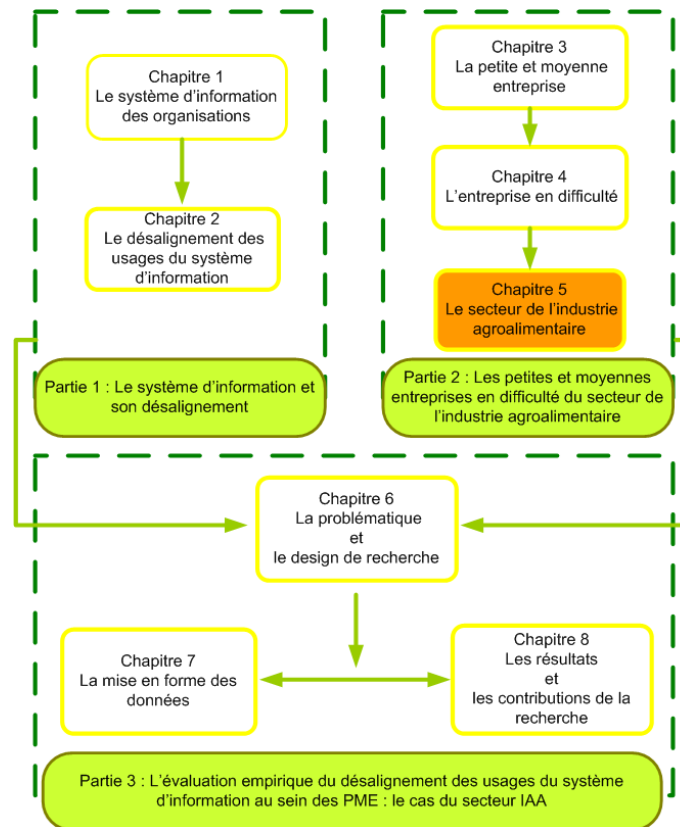 Chapitre 1
Le système d'information
des organisations
Chapitre 2
Le désalignement des
usages du système
d'information
Partie 1 : Le système d'information et
son désalignement
Chapitre 3
La petite et moyenne
entreprise
Chapitre 4
L'entreprise en difficulté
Chapitre 5
Le secteur de l'industrie
agroalimentaire
Partie 2 : Les petites et moyennes
entreprises en difficulté du secteur de
l'industrie agroalimentaire
Chapitre 6
La problématique
et
le design de recherche
Chapitre 7
La mise en forme des
données
Chapitre 8
Les résultats
et
les contributions de la
recherche
Partie 3 : L'évaluation empirique du désalignement des usages du système
d'information au sein des PME : le cas du secteur IAA